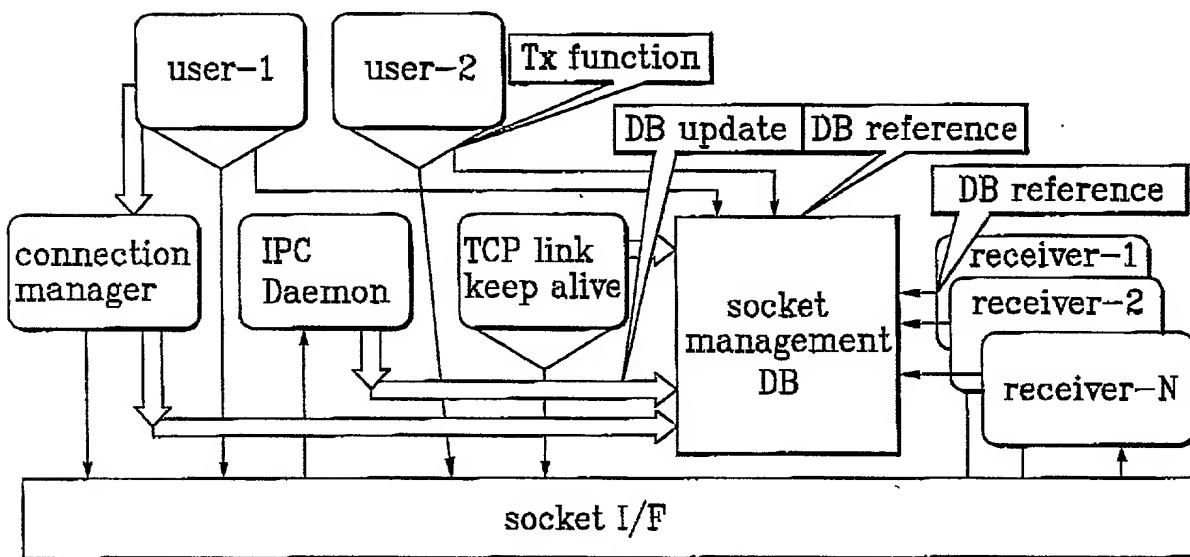 user-1
user-2
Tx function
DB update
DB reference
DB reference
connection
manager
IPC
Daemon
TCP link
keep alive
socket
management
DB
receiver-1
receiver-2
receiver-N
socket I/F